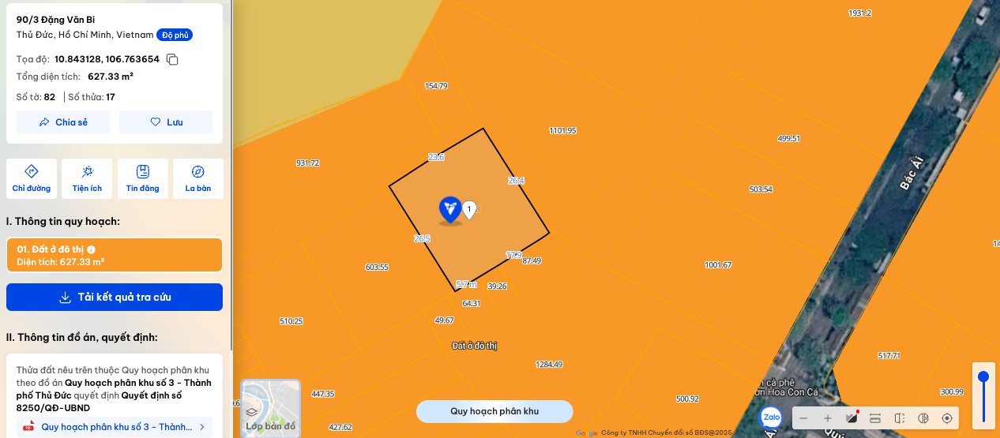 90/3 Đặng Văn Bi
Thủ Đức, Hồ Chí Minh, Vietnam Độ phủ
Tọa độ: 10.843128, 106.763654
Tổng diện tích: 627.33 m²
Số tờ: 82 | Số thửa: 17
Chia sẻ
Lưu
Chỉ đường
Tiện ích
Tin đăng
La bàn
I. Thông tin quy hoạch:
01. Đất ở đô thị
Diện tích: 627.33 m²
Tải kết quả tra cứu
II. Thông tin đồ án, quyết định:
Thửa đất nêu trên thuộc Quy hoạch phân khu
theo đồ án Quy hoạch phân khu số 3 - Thành
phố Thủ Đức quyết định Quyết định số
8250/QĐ-UBND
Quy hoạch phân khu số 3 - Thành...
1931.2
154.79
1101.95
499.51
931.72
23.6
26.4
503.54
Bác Ái
1
26.5
17.9
87.49
603.55
1001.67
5.7 m
39.26
64.31
510.25
49.67
Đất ở đô thị
1284.49
517.71
447.35
500.92
300.99
427.62
cà phê
Hoa Con Cá
Lớp bản đồ
Quy hoạch phân khu
Zalo
Google
Công ty TNHH Chuyển đổi số BĐS@2025